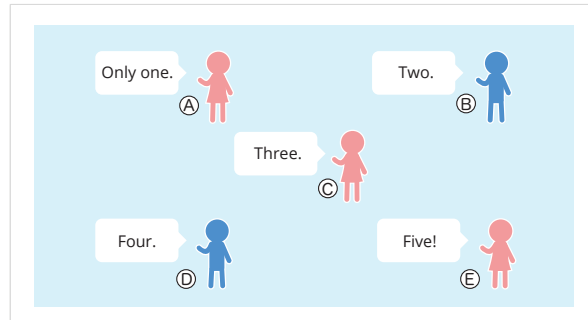 Only one.
Ⓐ
Two.
Ⓑ
Three.
Ⓒ
Four.
Ⓓ
Five!
Ⓔ